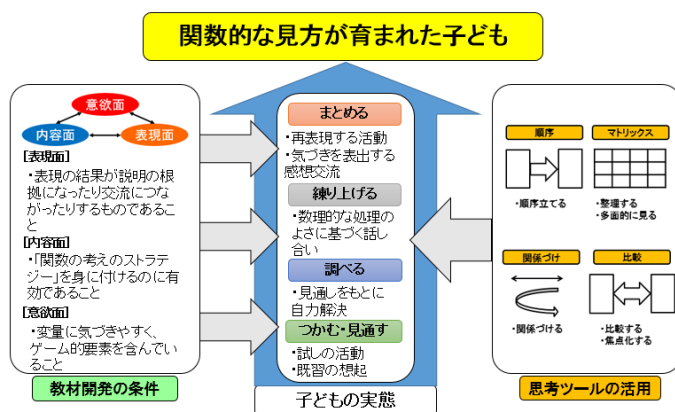 関数的な見方が育まれた子ども
意欲面
内容面
表現面
[表現面]
・表現の結果が説明の根
拠になったり交流につな
がったりするものであるこ
と
[内容面]
・「関数の考えのストラテ
ジー」を身に付けるのに有
効であること
[意欲面]
・変量に気づきやすく、
ゲーム的要素を含んでい
ること
教材開発の条件
まとめる
・再表現する活動
・気づきを表出する
感想交流
練り上げる
・数理的な処理の
よさに基づく話し
合い
調べる
・見通しをもとに
自力解決
つかむ・見通す
・試しの活動
・既習の想起
子どもの実態
順序
マトリックス
・順序立てる
・整理する
・多面的に見る
関係づけ
比較
・関係づける
・比較する
・焦点化する
思考ツールの活用